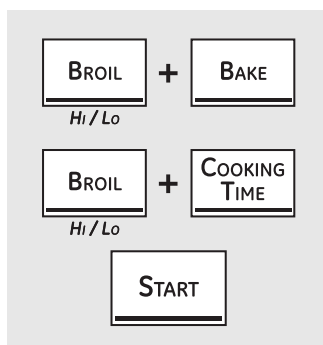 BROIL + BAKE
HI / LO
BROIL + COOKING
TIME
HI / LO
START